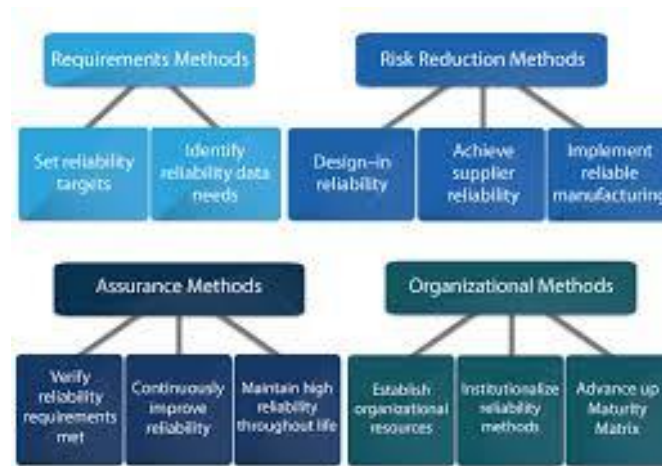 Requirements Methods
Risk Reduction Methods
Set reliability
targets
Identify
reliability data
needs
Design-in
reliability
Achieve
supplier
reliability
Implement
reliable
manufacturing
Assurance Methods
Organizational Methods
Verify
reliability
requirements
met
Continuously
improve
reliability
Maintain high
reliability
throughout life
Establish
organizational
resources
Institutionalize
reliability
methods
Advance up
Maturity
Matrix